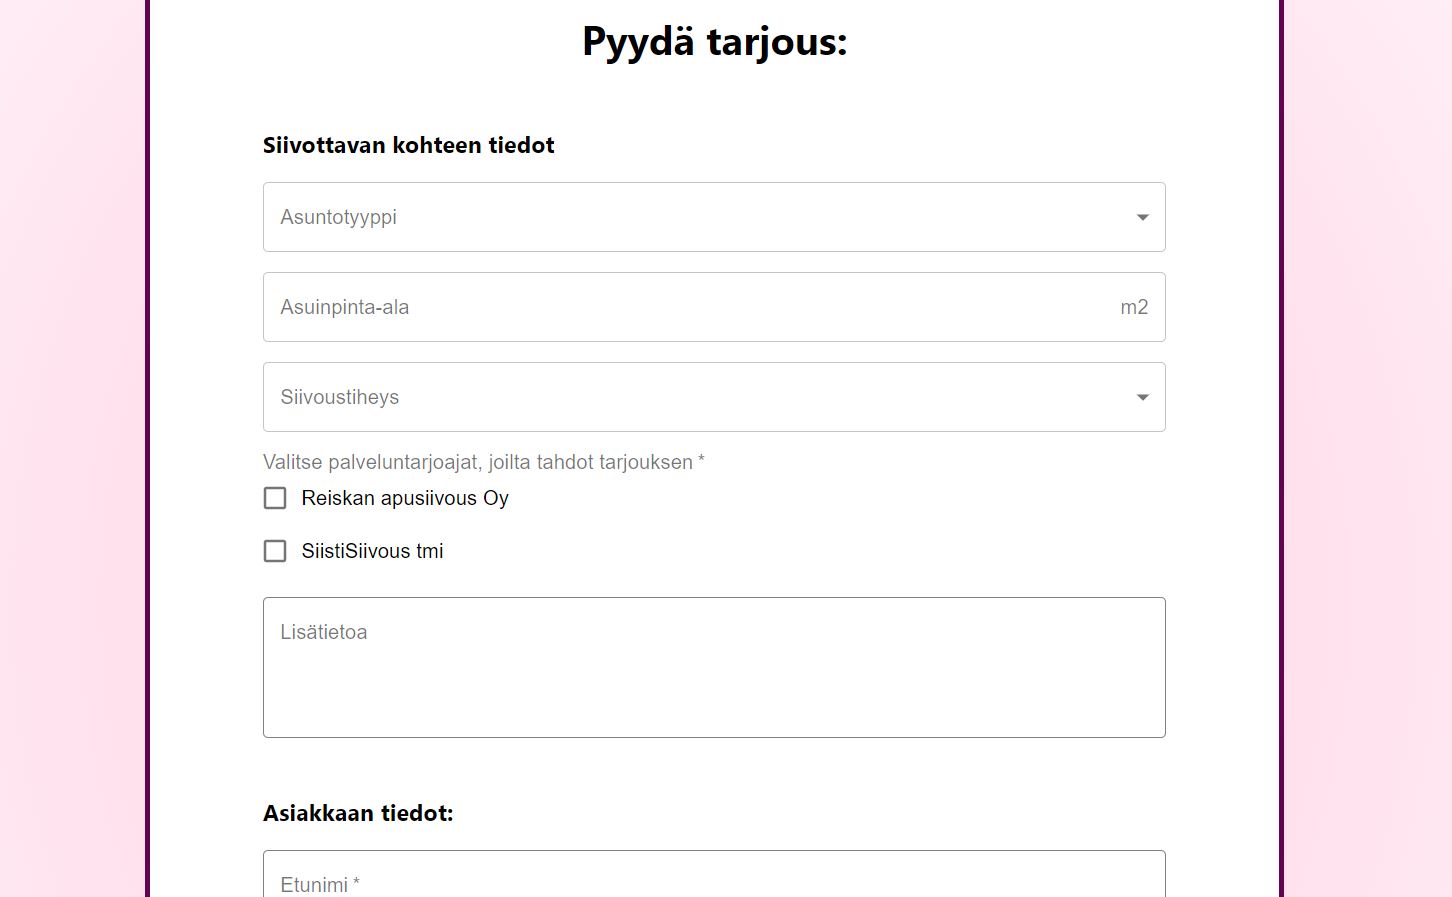 Pyydä tarjous:
Siivottavan kohteen tiedot
Asuntotyyppi
Asuinpinta-ala m2
Siivoustiheys
Valitse palveluntarjoajat, joilta tahdot tarjouksen *
Reiskan apusiivous Oy
SiistiSiivous tmi
Lisätietoa
Asiakkaan tiedot:
Etunimi *